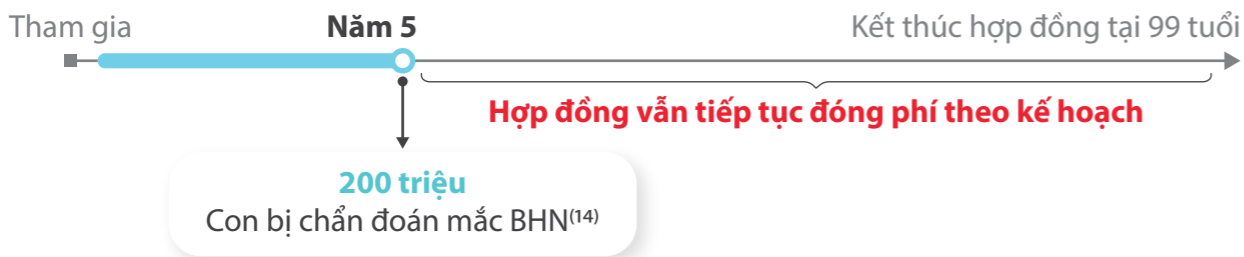 Tham gia
Năm 5
Kết thúc hợp đồng tại 99 tuổi
Hợp đồng vẫn tiếp tục đóng phí theo kế hoạch
200 triệu
Con bị chẩn đoán mắc BHN(14)